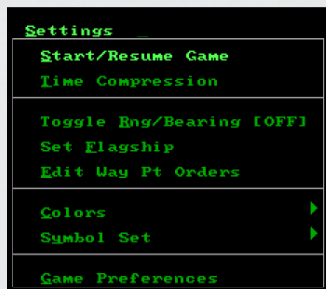 Settings
Start/Resume Game
Time Compression
Toggle Rng/Bearing [OFF]
Set Flagship
Edit Way Pt Orders
Colors
Symbol Set
Game Preferences